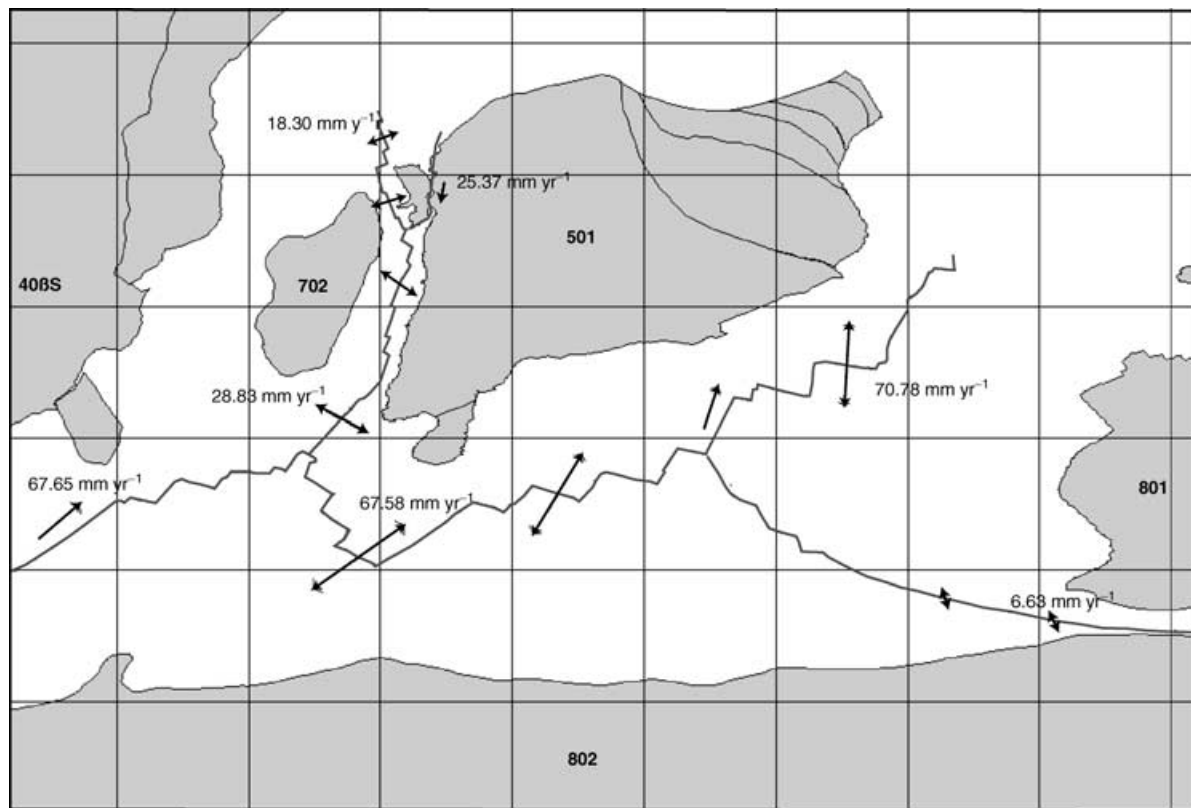 18.30 mm y⁻¹
25.37 mm yr⁻¹
501
40ßS
702
28.83 mm yr⁻¹
70.78 mm yr⁻¹
67.65 mm yr⁻¹
67.58 mm yr⁻¹
801
6.63 mm yr⁻¹
802